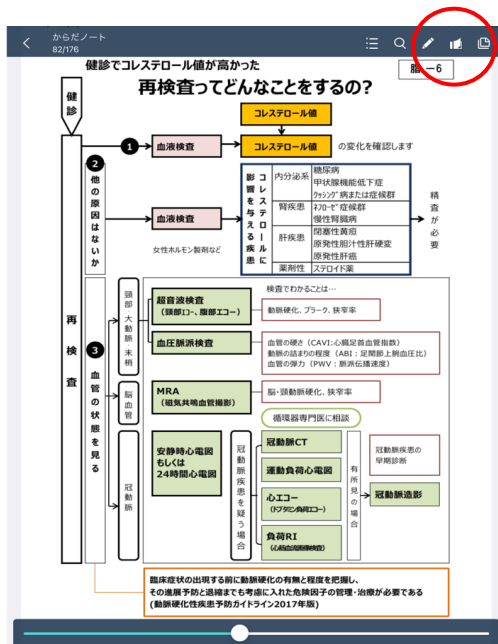 からだノート
82/176
健診でコレステロール値が高かった
脂ー6
再検査ってどんなことをするの?
健診
コレステロール値
1
血液検査
コレステロール値
の変化を確認します
2
他の原因はないか
血液検査
女性ホルモン製剤など
コレステロールに影響を与える疾患
内分泌系
糖尿病
甲状腺機能低下症
クッシング病または症候群
腎疾患
ネフローゼ症候群
慢性腎臓病
肝疾患
閉塞性黄疸
原発性胆汁性肝硬変
原発性肝癌
薬剤性
ステロイド薬
精査が必要
再検査
3
血管の状態を見る
頸部・大動脈・末梢
検査でわかることは…
超音波検査
(頸部エコー、腹部エコー)
動脈硬化、プラーク、狭窄率
血圧脈派検査
血管の硬さ(CAVI:心臓足首血管指数)
動脈の詰まりの程度(ABI:足関節上腕血圧比)
血管の弾力(PWV:脈派伝播速度)
脳血管
MRA
(磁気共鳴血管撮影)
脳・頸動脈硬化、狭窄率
循環器専門医に相談
冠動脈
安静時心電図
もしくは
24時間心電図
冠動脈疾患を疑う場合
冠動脈CT
運動負荷心電図
心エコー
(ドブタミン負荷エコー)
負荷RI
(心筋血流画像検査)
有所見の場合
冠動脈疾患の
早期診断
冠動脈造影
臨床症状の出現する前に動脈硬化の有無と程度を把握し、
その進展予防と退縮までも考慮に入れた危険因子の管理・治療が必要である
(動脈硬化性疾患予防ガイドライン2017年版)